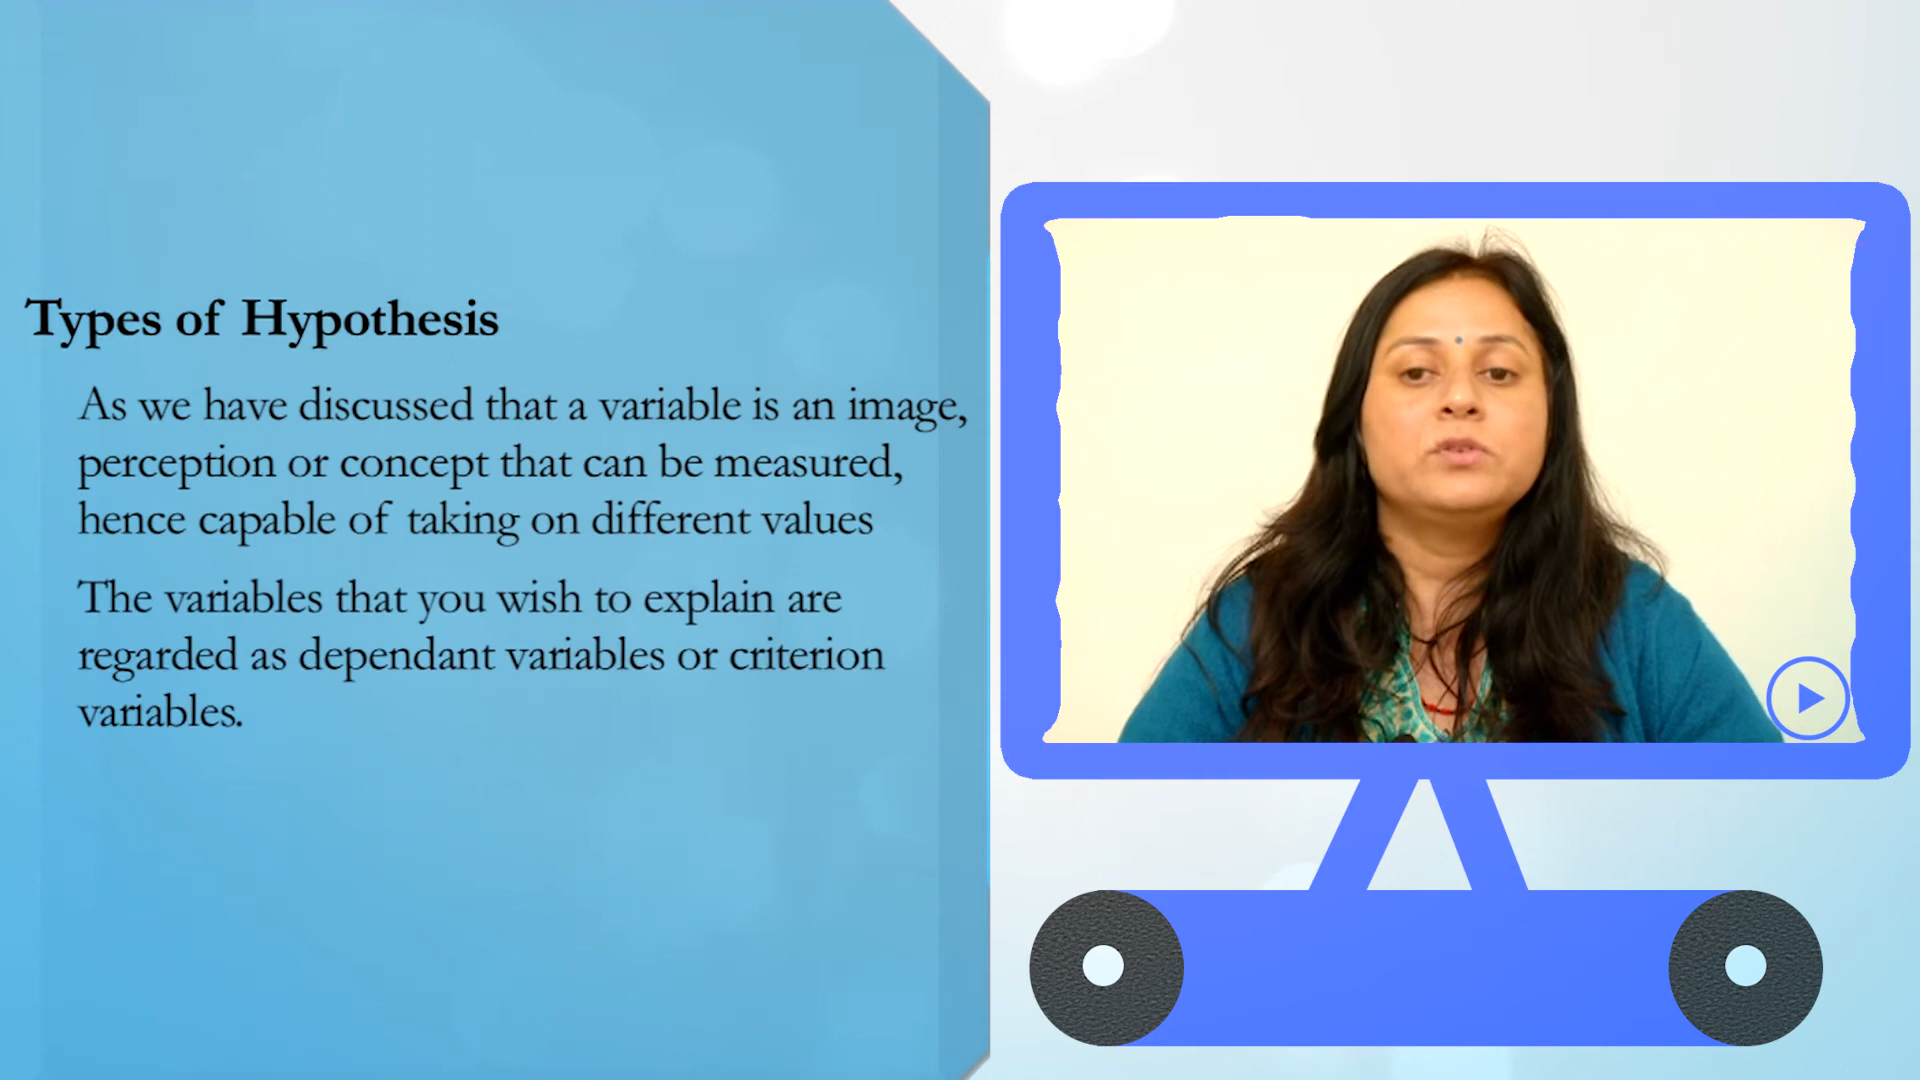 Types of Hypothesis
As we have discussed that a variable is an image,
perception or concept that can be measured,
hence capable of taking on different values
The variables that you wish to explain are
regarded as dependant variables or criterion
variables.